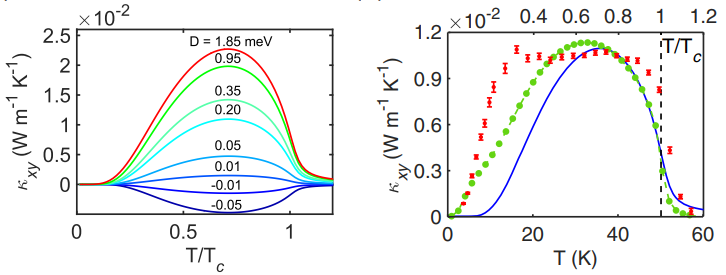 ×10⁻²
2.5
2
1.5
1
0.5
0
κxy (W m⁻¹ K⁻¹)
D = 1.85 meV
0.95
0.35
0.20
0.05
0.01
-0.01
-0.05
0 0.5 1
T/Tc
×10⁻² 0.4 0.6 0.8 1 1.2
T/Tc
1.2
0.9
0.6
0.3
0
κxy (W m⁻¹ K⁻¹)
0 20 40 60
T (K)